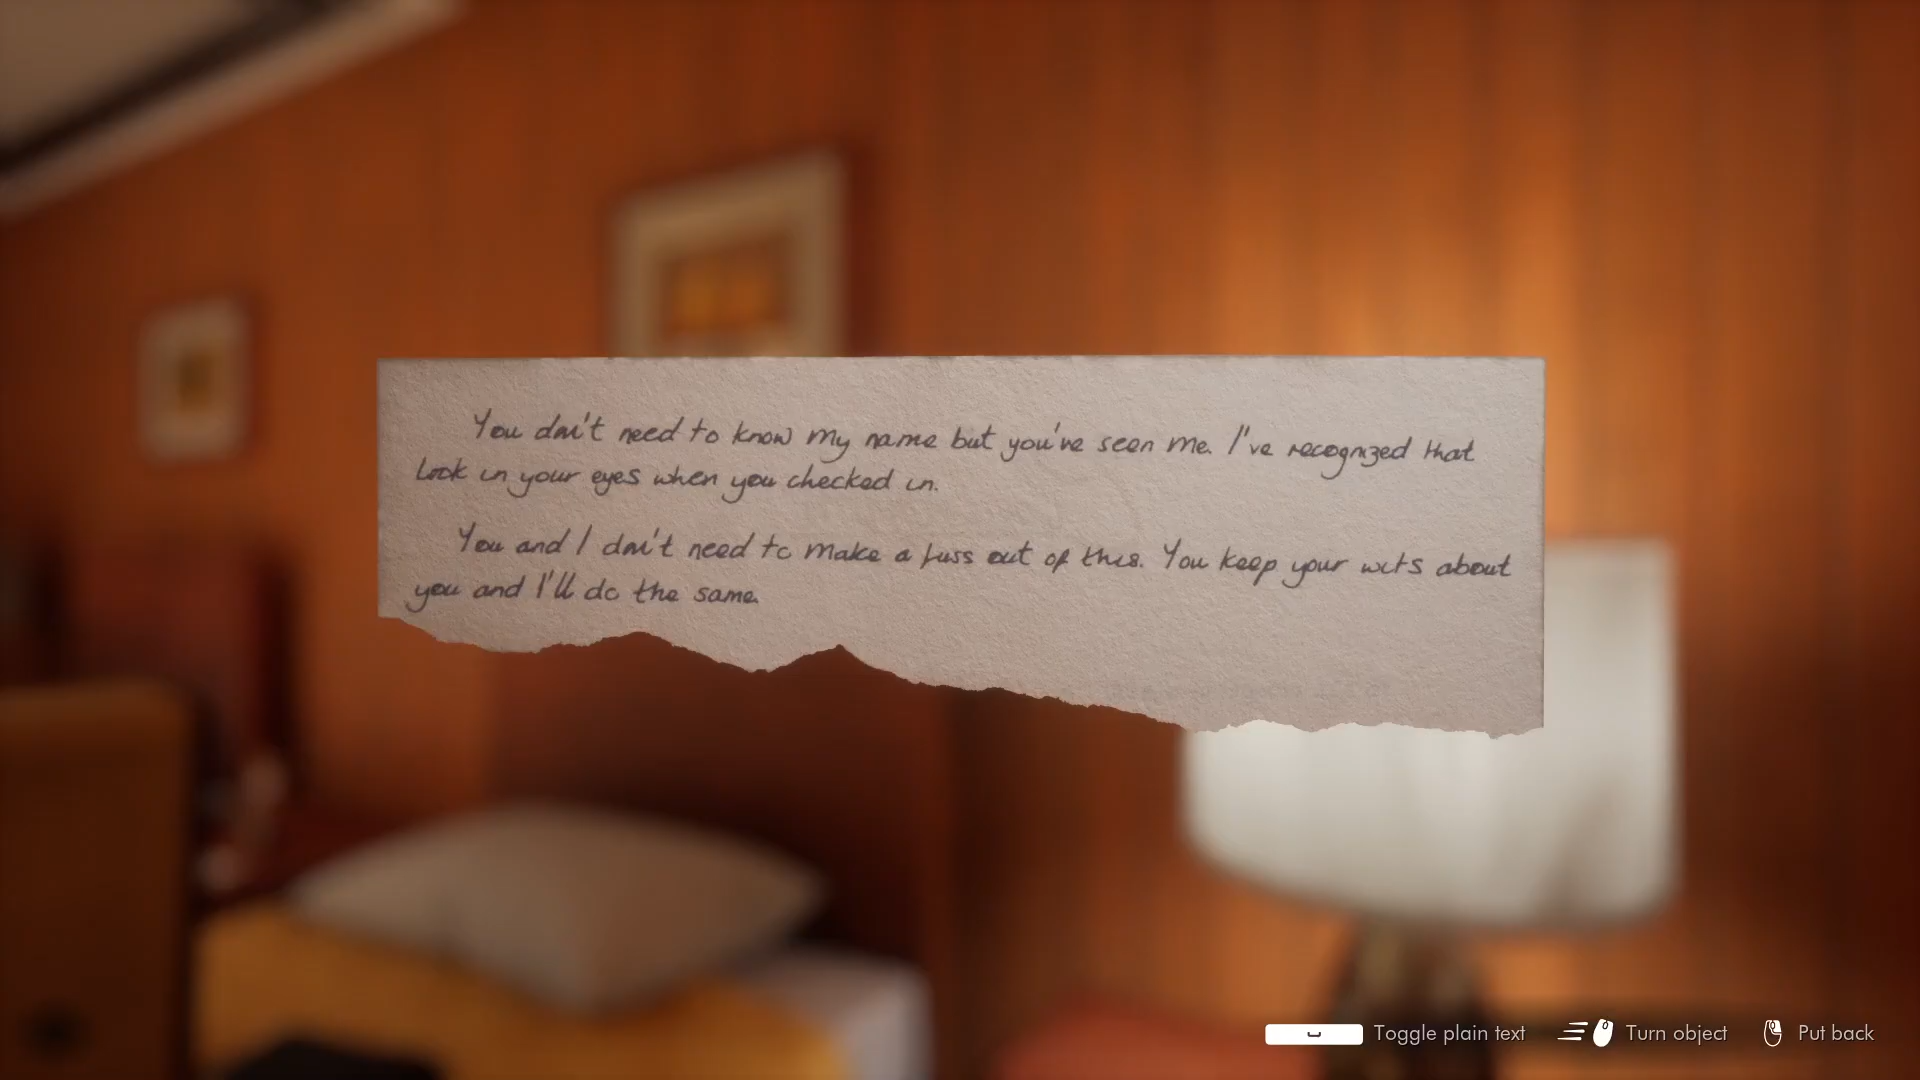 You don't need to know my name but you've seen me. I've recognized that
look in your eyes when you checked in.
You and I don't need to make a fuss out of this. You keep your wits about
you and I'll do the same.
Toggle plain text
Turn object
Put back